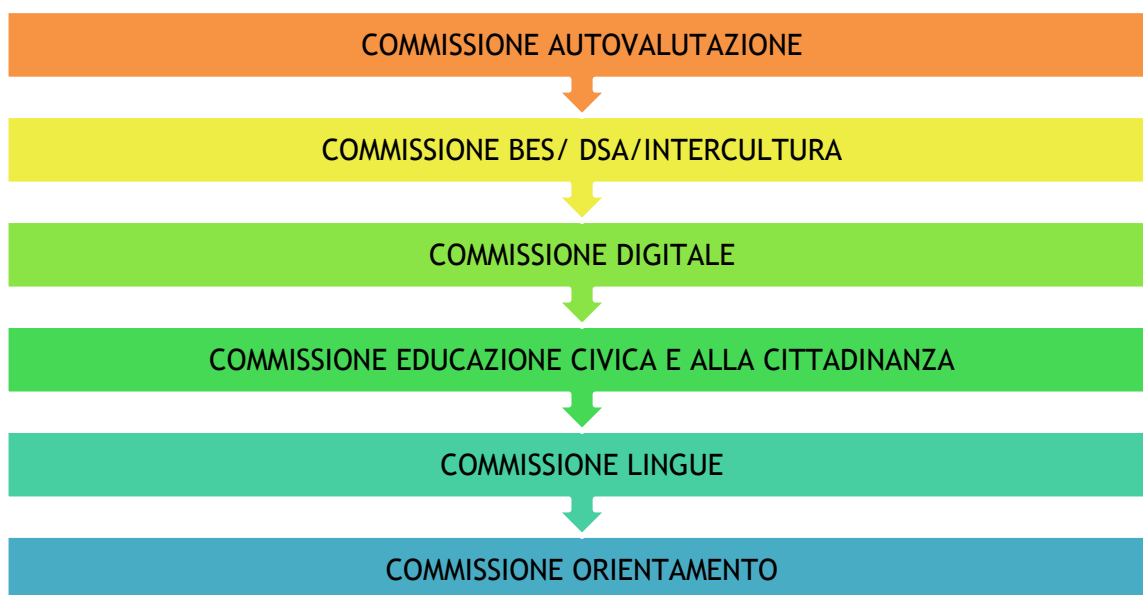 COMMISSIONE AUTOVALUTAZIONE
COMMISSIONE BES/ DSA/INTERCULTURA
COMMISSIONE DIGITALE
COMMISSIONE EDUCAZIONE CIVICA E ALLA CITTADINANZA
COMMISSIONE LINGUE
COMMISSIONE ORIENTAMENTO